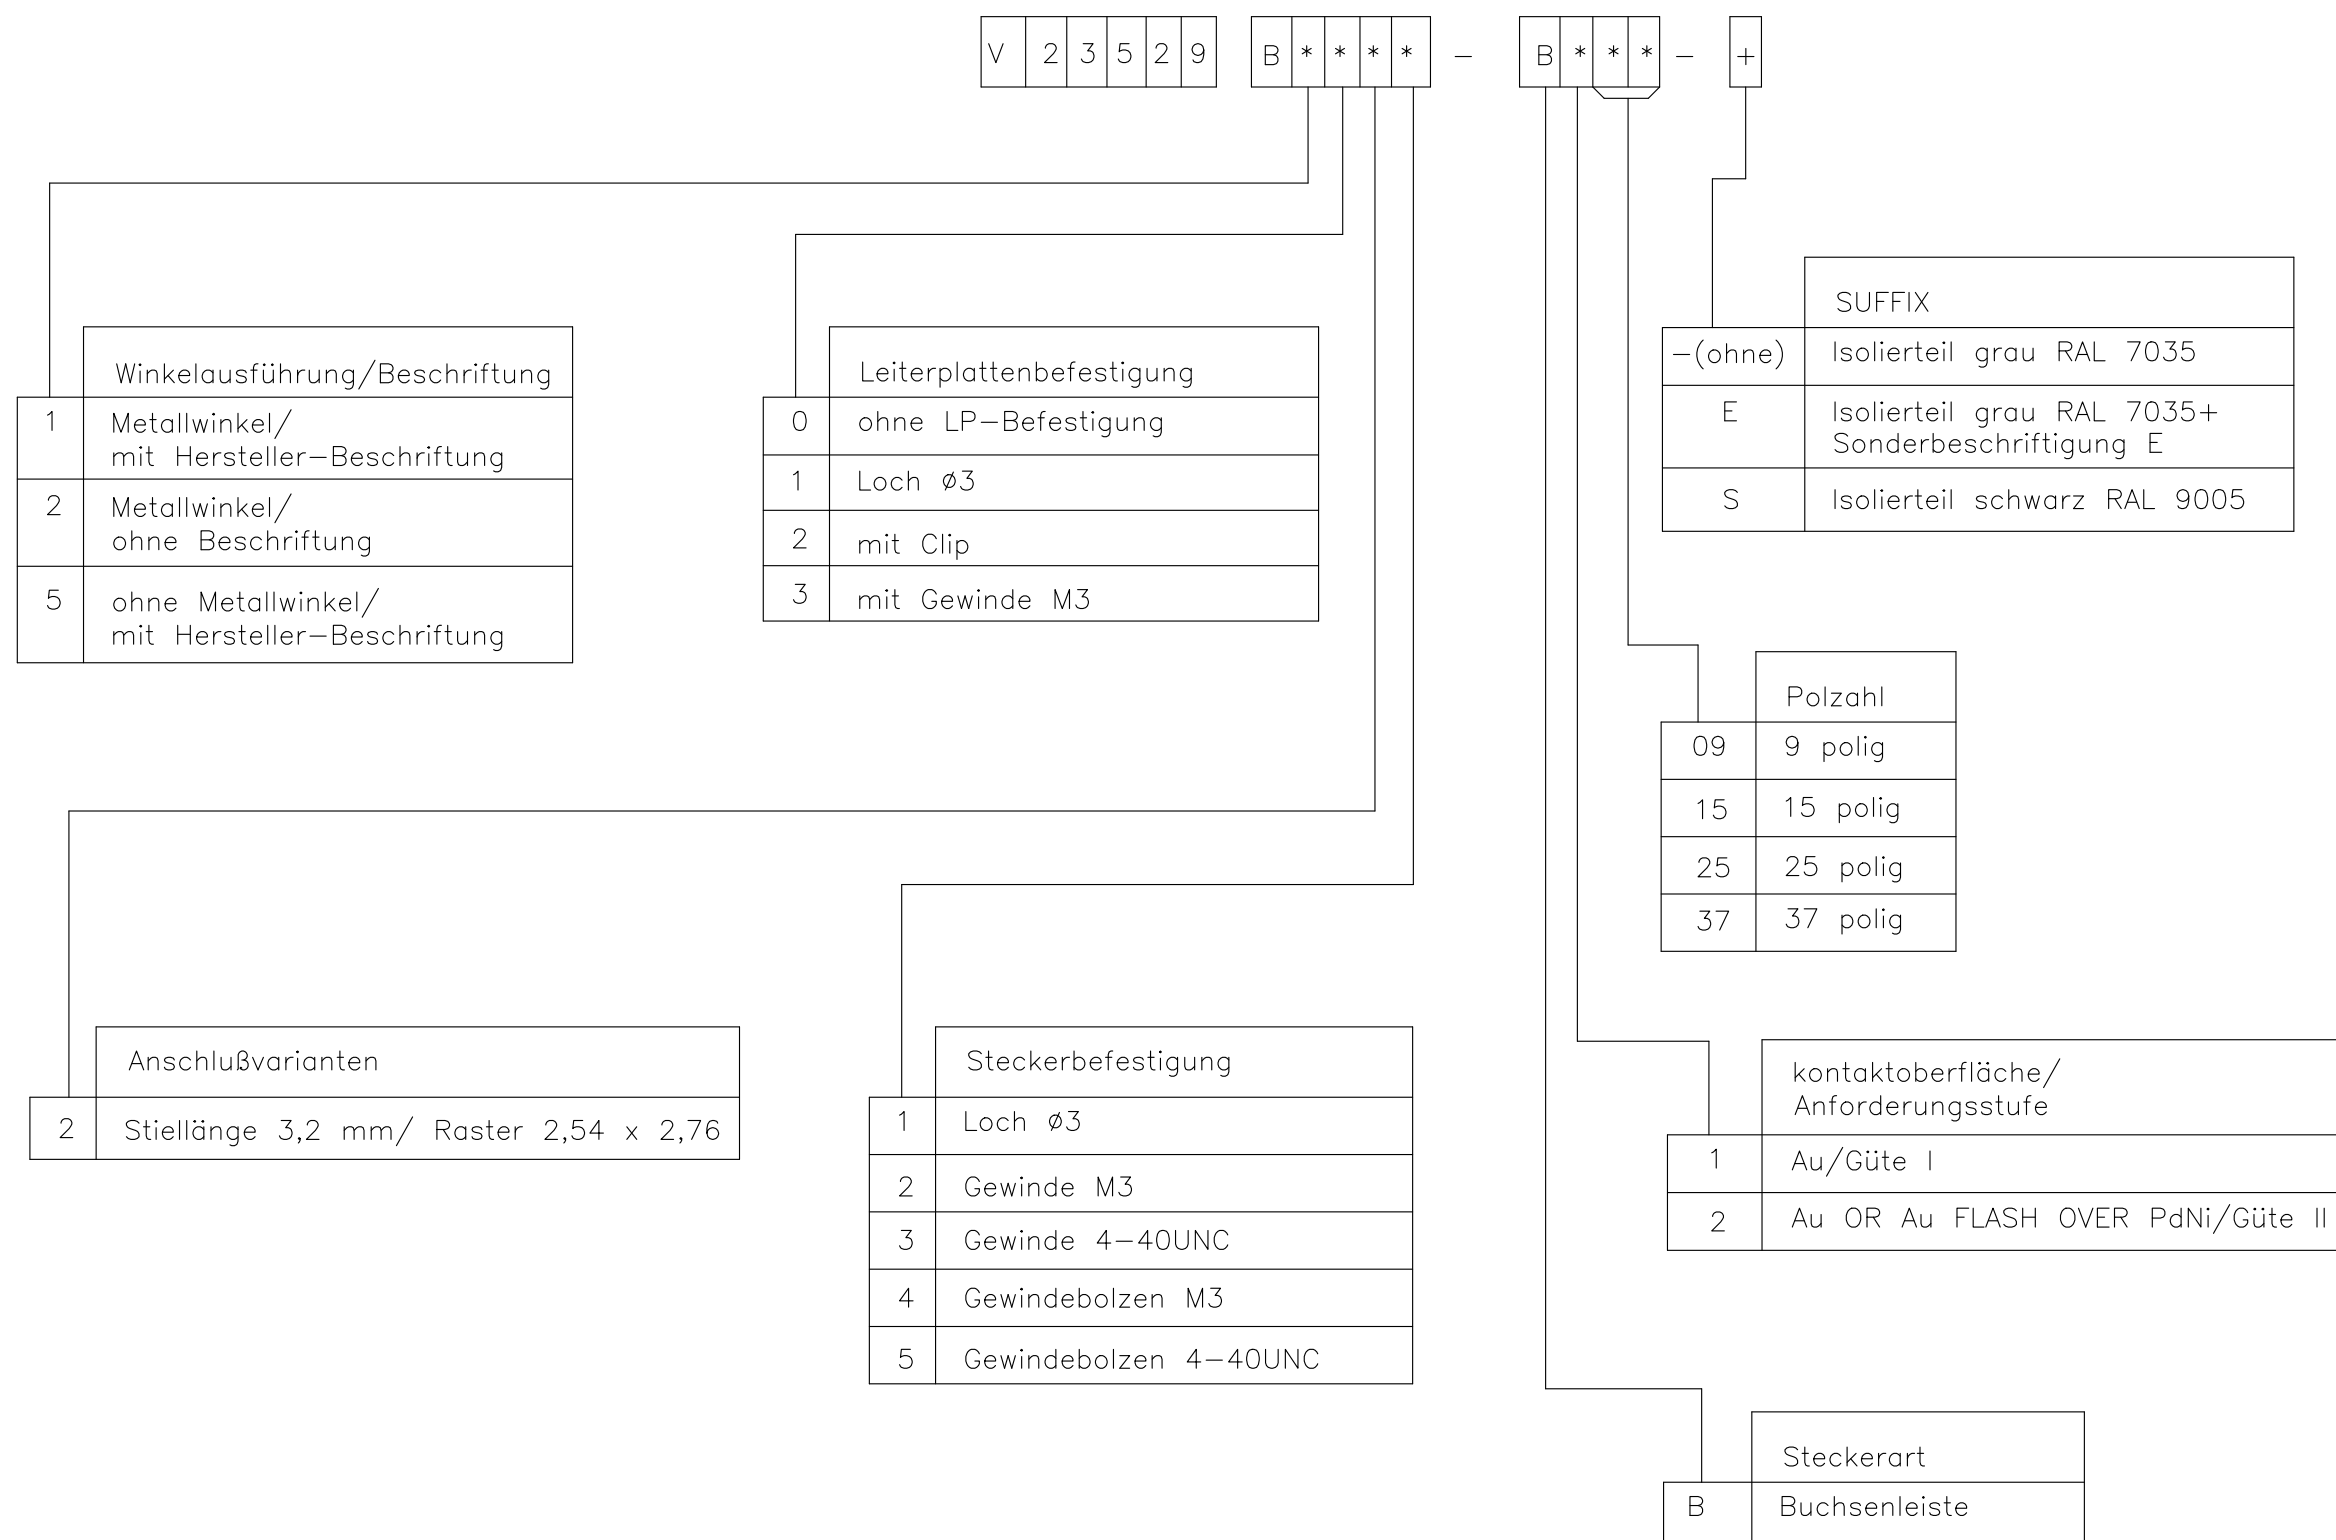 V 2 3 5 2 9 B * * * * - B * * * - +
Winkelausführung/Beschriftung
1 Metallwinkel/
mit Hersteller-Beschriftung
2 Metallwinkel/
ohne Beschriftung
5 ohne Metallwinkel/
mit Hersteller-Beschriftung
Leiterplattenbefestigung
0 ohne LP-Befestigung
1 Loch ø3
2 mit Clip
3 mit Gewinde M3
SUFFIX
-(ohne) Isolierteil grau RAL 7035
E Isolierteil grau RAL 7035+
Sonderbeschriftigung E
S Isolierteil schwarz RAL 9005
Polzahl
09 9 polig
15 15 polig
25 25 polig
37 37 polig
Anschlußvarianten
2 Stiellänge 3,2 mm/ Raster 2,54 x 2,76
Steckerbefestigung
1 Loch ø3
2 Gewinde M3
3 Gewinde 4-40UNC
4 Gewindebolzen M3
5 Gewindebolzen 4-40UNC
kontaktoberfläche/
Anforderungsstufe
1 Au/Güte I
2 Au OR Au FLASH OVER PdNi/Güte II
Steckerart
B Buchsenleiste